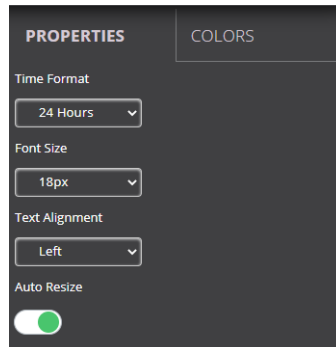 PROPERTIES COLORS
Time Format
24 Hours
Font Size
18px
Text Alignment
Left
Auto Resize